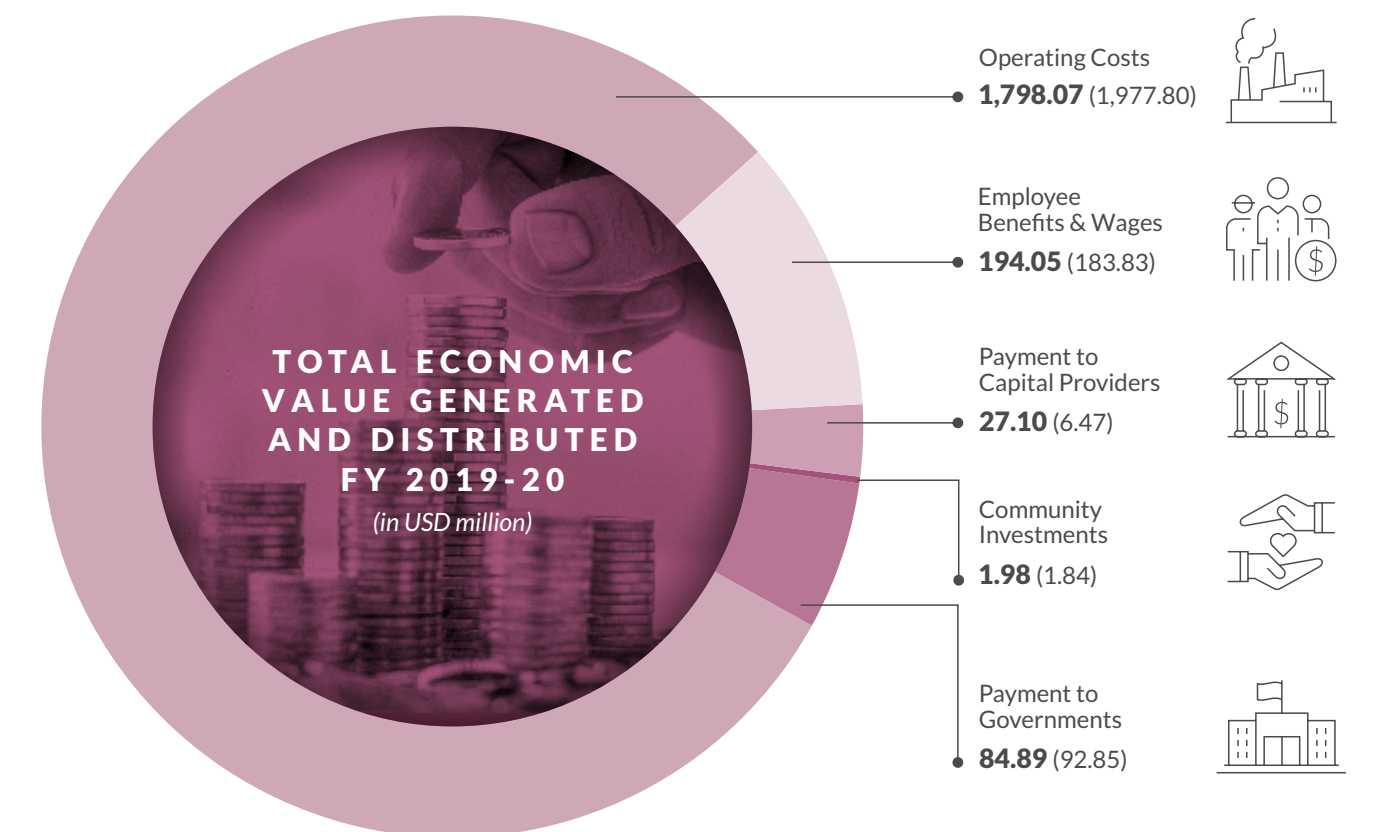 TOTAL ECONOMIC
VALUE GENERATED
AND DISTRIBUTED
FY 2019-20
(in USD million)
Operating Costs
1,798.07 (1,977.80)
Employee
Benefits & Wages
194.05 (183.83)
$
Payment to
Capital Providers
27.10 (6.47)
$
Community
Investments
1.98 (1.84)
Payment to
Governments
84.89 (92.85)